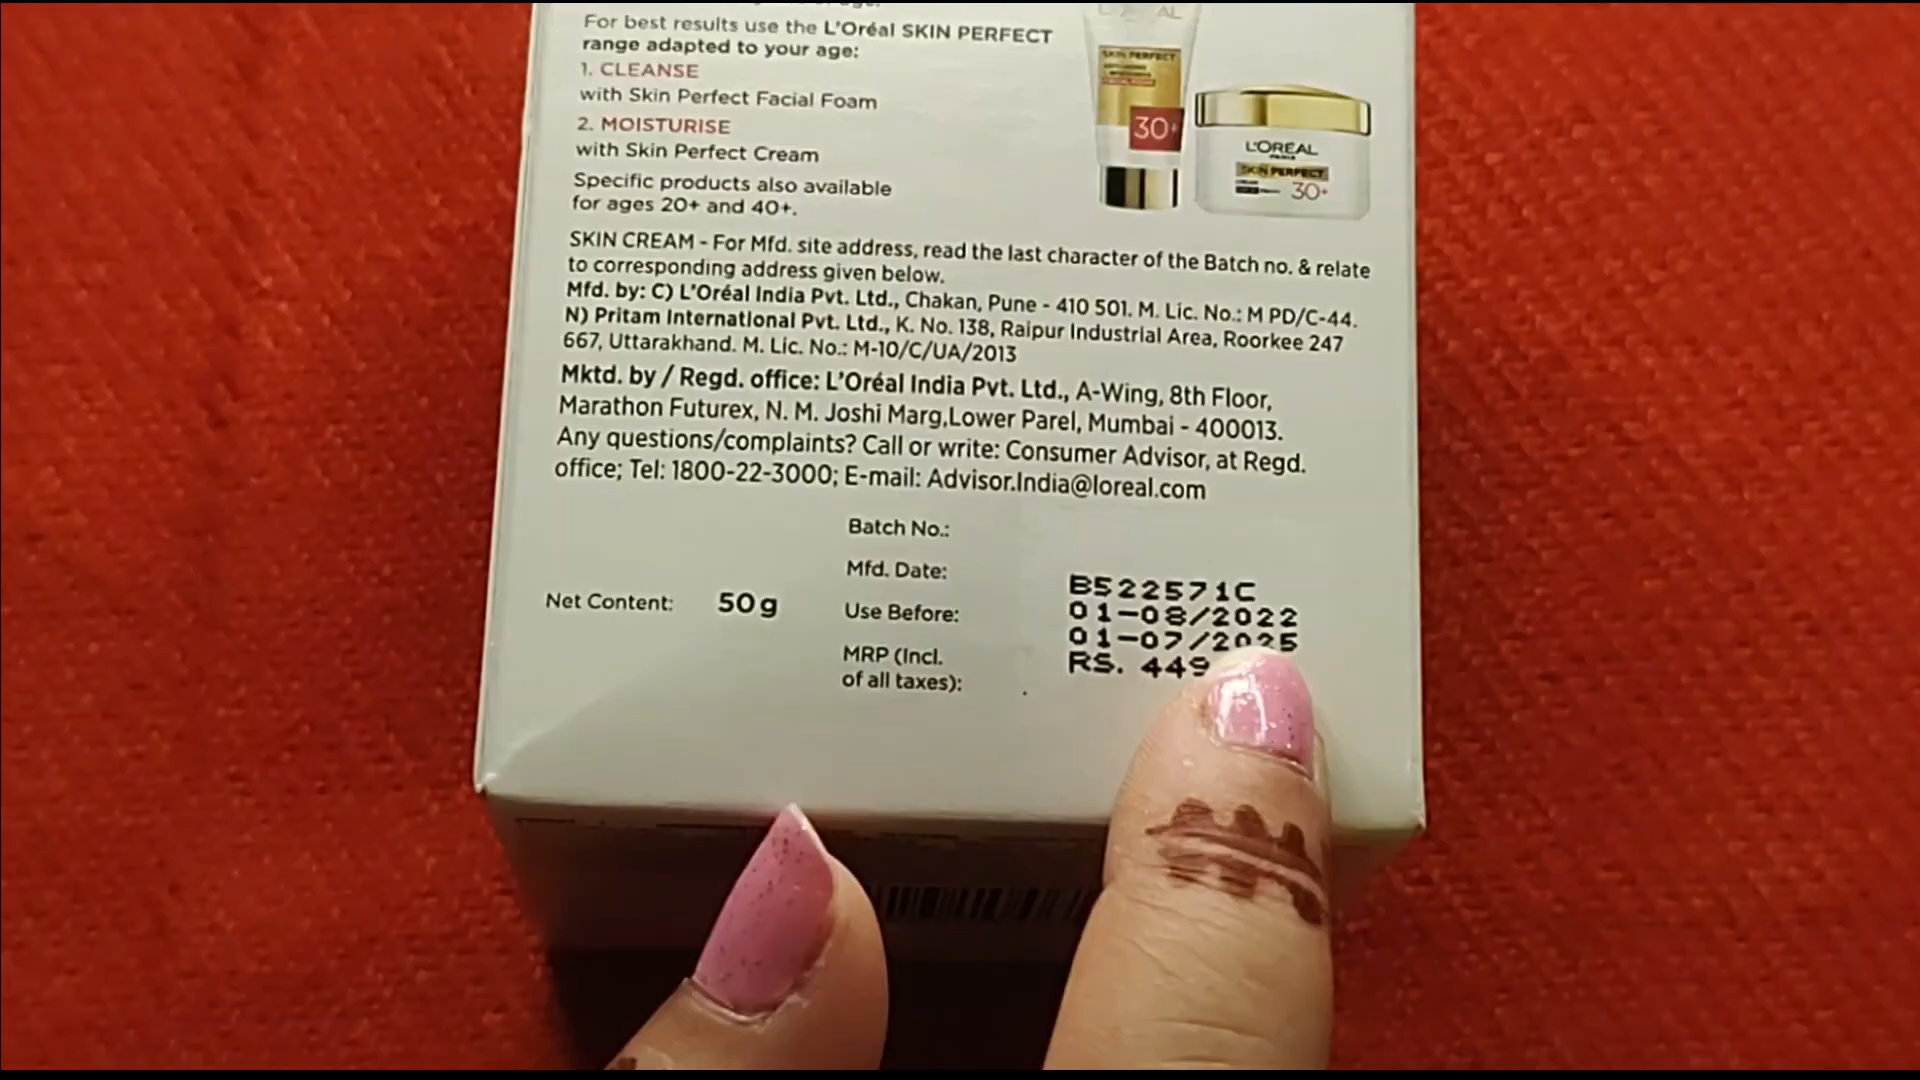 For best results use the L'Oréal SKIN PERFECT
range adapted to your age:
1. CLEANSE
with Skin Perfect Facial Foam
2. MOISTURISE
with Skin Perfect Cream
Specific products also available
for ages 20+ and 40+.
L'OREAL
SKIN PERFECT
30+
L'ORÉAL
PARIS
SKIN PERFECT
30+
SKIN CREAM - For Mfd. site address, read the last character of the Batch no. & relate
to corresponding address given below.
Mfd. by: C) L'Oréal India Pvt. Ltd., Chakan, Pune - 410 501. M. Lic. No.: M PD/C-44.
N) Pritam International Pvt. Ltd., K. No. 138, Raipur Industrial Area, Roorkee 247
667, Uttarakhand. M. Lic. No.: M-10/C/UA/2013
Mktd. by / Regd. office: L'Oréal India Pvt. Ltd., A-Wing, 8th Floor,
Marathon Futurex, N. M. Joshi Marg,Lower Parel, Mumbai - 400013.
Any questions/complaints? Call or write: Consumer Advisor, at Regd.
office; Tel: 1800-22-3000; E-mail: Advisor.India@loreal.com
Batch No.:
Mfd. Date:
Use Before:
MRP (Incl.
of all taxes):
Net Content: 50g
B522571C
01-08/2022
01-07/2025
RS. 449